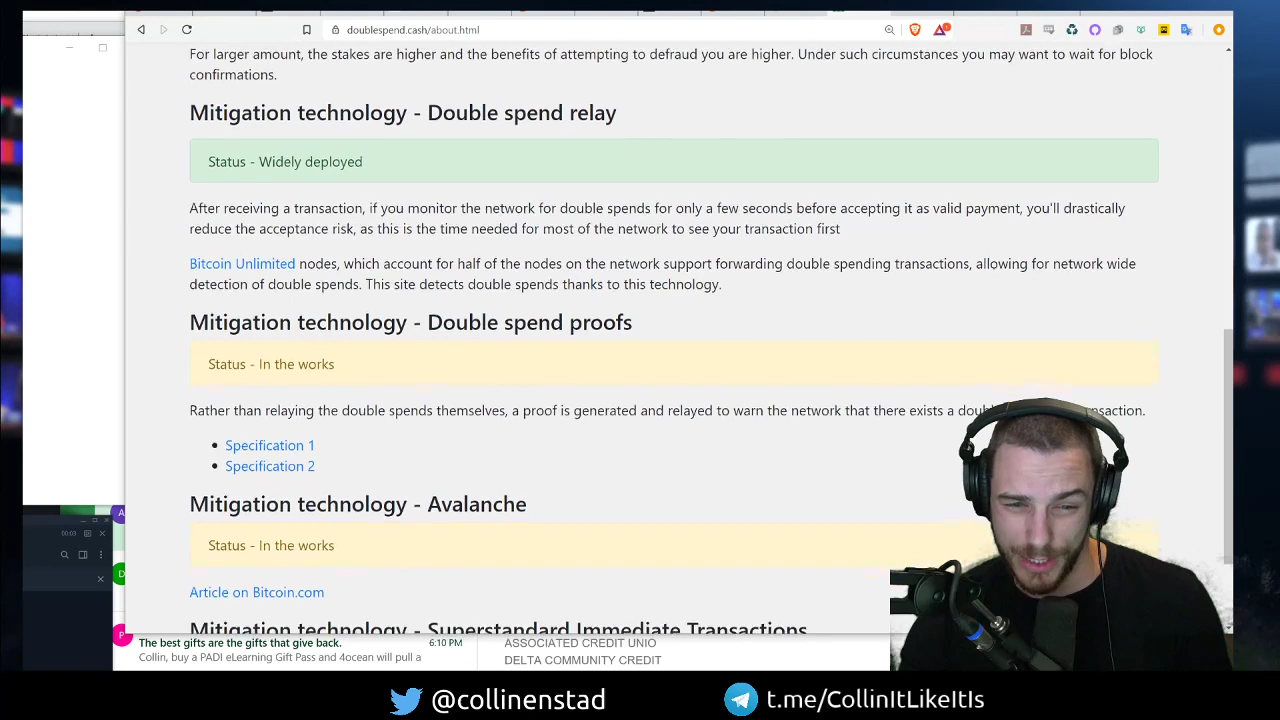 doublespend.cash/about.html
For larger amount, the stakes are higher and the benefits of attempting to defraud you are higher. Under such circumstances you may want to wait for block
confirmations.
Mitigation technology - Double spend relay
Status - Widely deployed
After receiving a transaction, if you monitor the network for double spends for only a few seconds before accepting it as valid payment, you'll drastically
reduce the acceptance risk, as this is the time needed for most of the network to see your transaction first
Bitcoin Unlimited nodes, which account for half of the nodes on the network support forwarding double spending transactions, allowing for network wide
detection of double spends. This site detects double spends thanks to this technology.
Mitigation technology - Double spend proofs
Status - In the works
Rather than relaying the double spends themselves, a proof is generated and relayed to warn the network that there exists a
Specification 1
Specification 2
Mitigation technology - Avalanche
Status - In the works
Article on Bitcoin.com
Mitigation technology - Superstandard Immediate Transactions
00:03
A
D
P
The best gifts are the gifts that give back. 6:10 PM
Collin, buy a PADI eLearning Gift Pass and 4ocean will pull a
ASSOCIATED CREDIT UNIO
DELTA COMMUNITY CREDIT
@collinenstad
t.me/CollinItLikeItIs